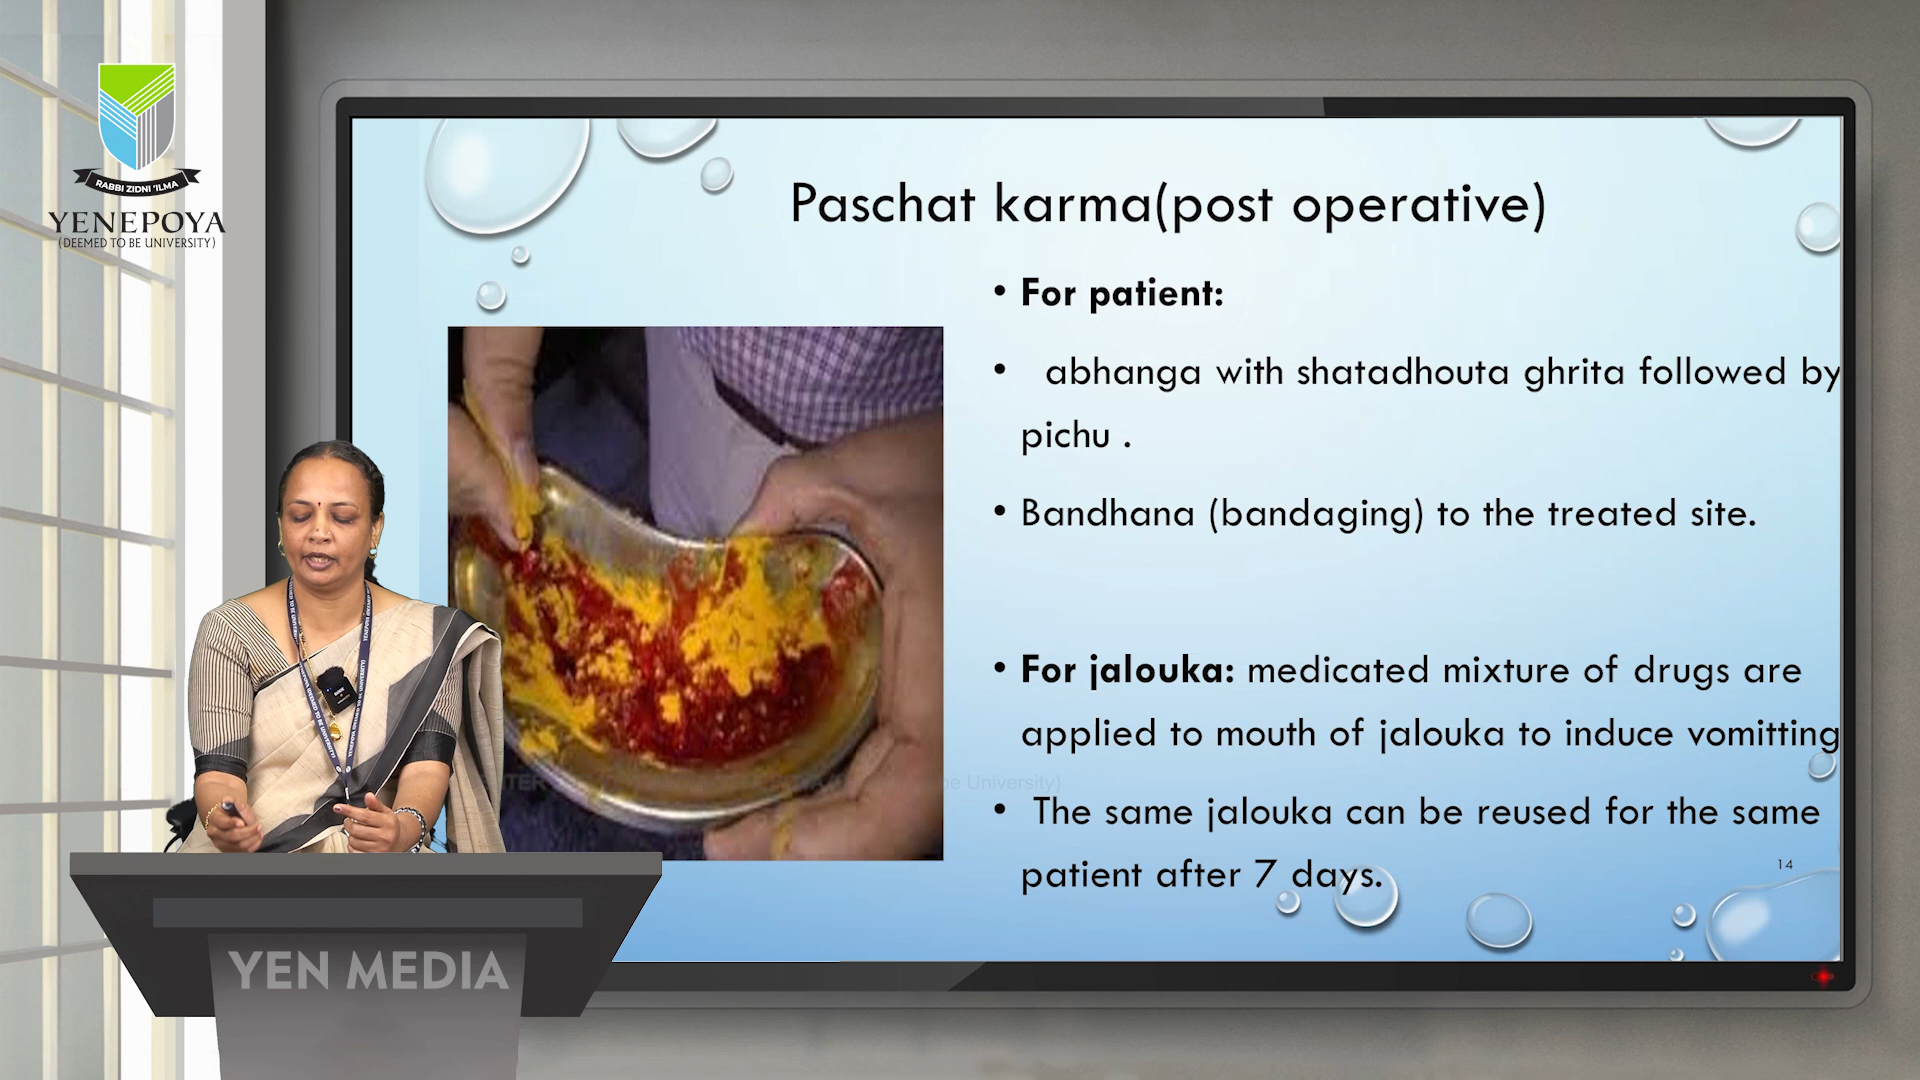 RABBI ZIDNI 'ILMA
YENEPOYA
(DEEMED TO BE UNIVERSITY)
Paschat karma(post operative)
• For patient:
• abhanga with shatadhouta ghrita followed by
pichu .
• Bandhana (bandaging) to the treated site.
• For jalouka: medicated mixture of drugs are
applied to mouth of jalouka to induce vomitting
• The same jalouka can be reused for the same
patient after 7 days.
14
be University)
YEN MEDIA